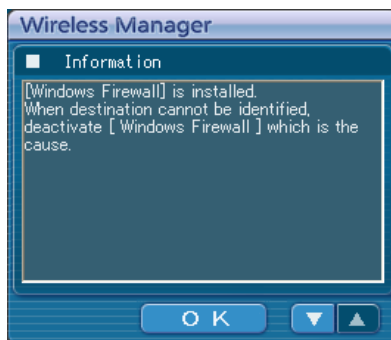 Wireless Manager
Information
[Windows Firewall] is installed.
When destination cannot be identified,
deactivate [ Windows Firewall ] which is the
cause.
O K